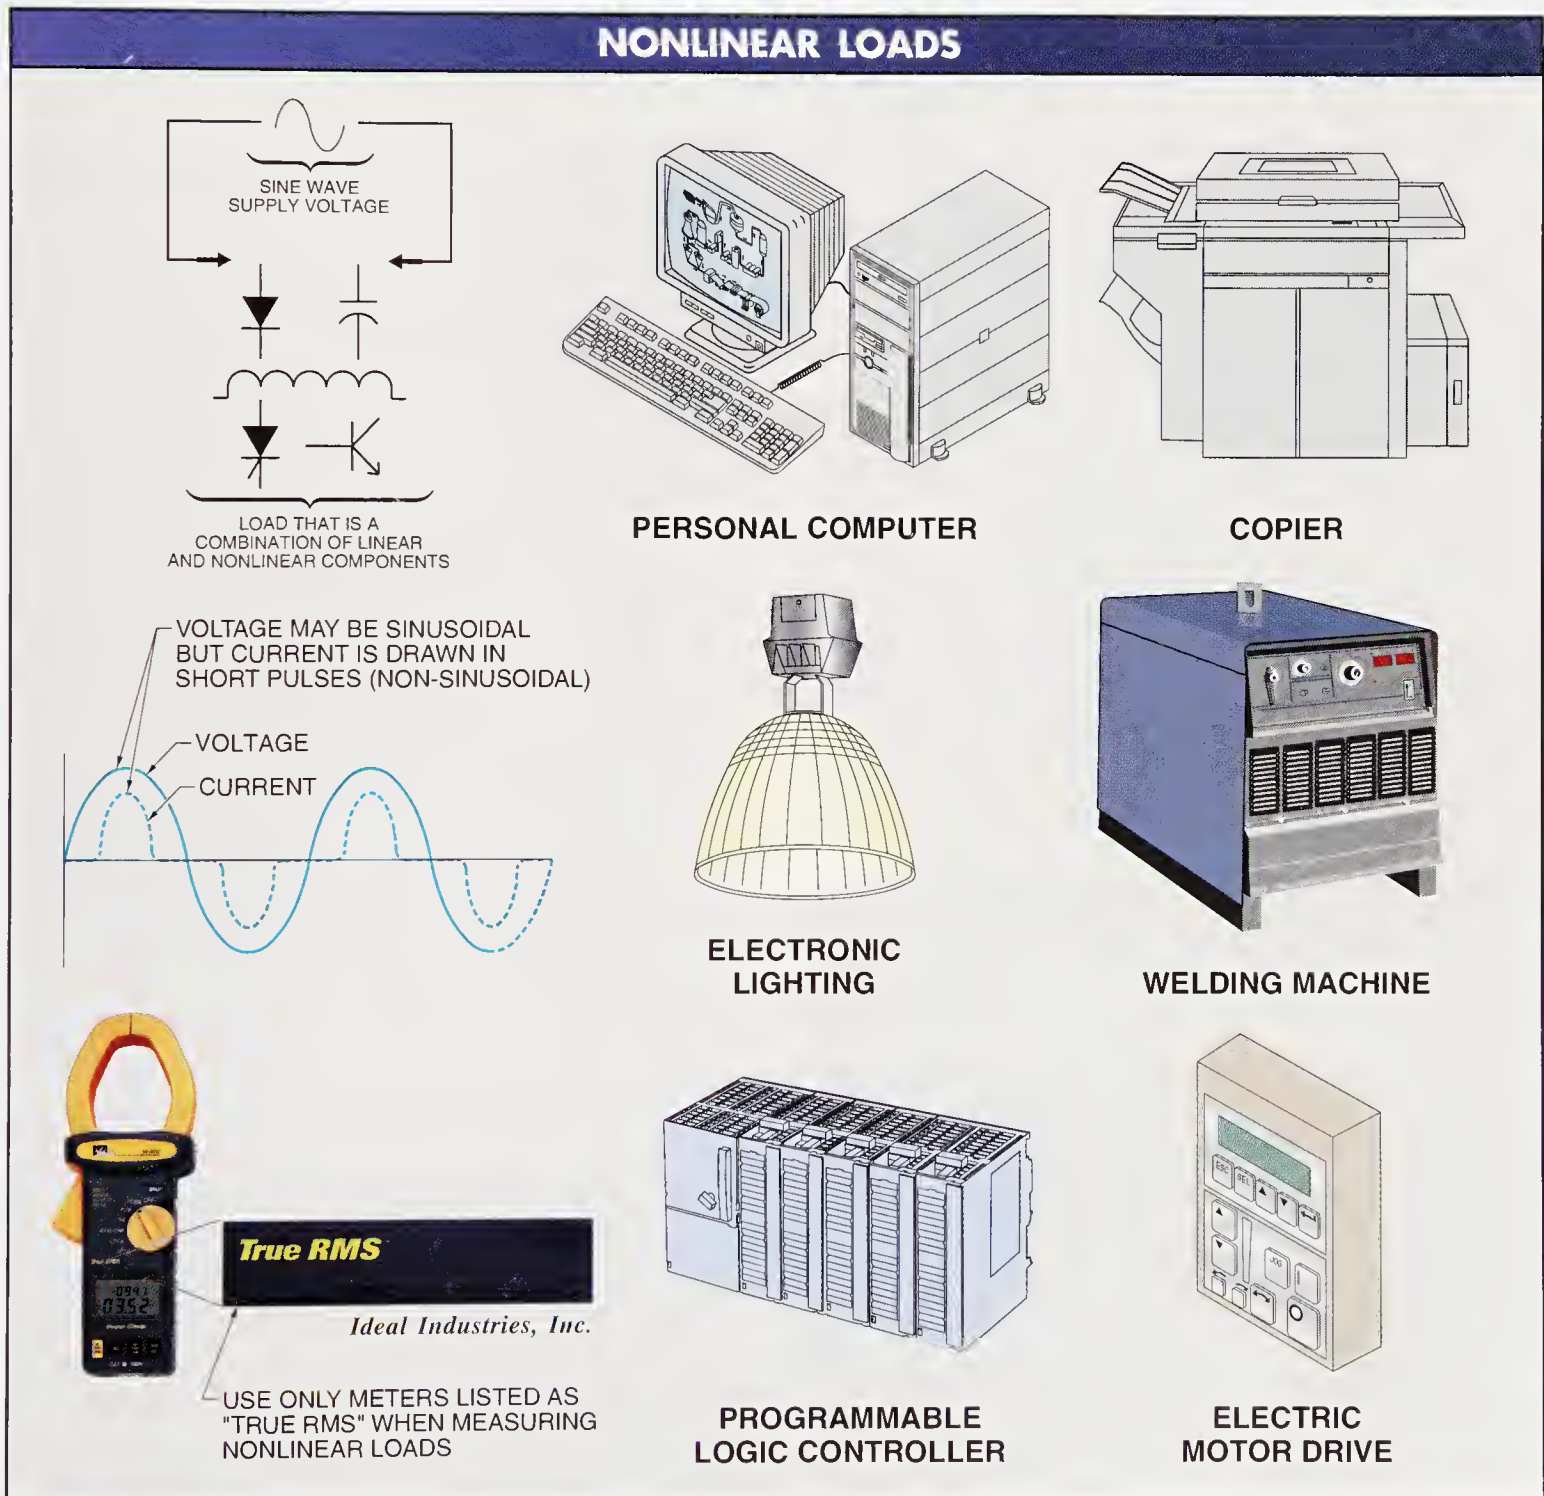 NONLINEAR LOADS
SINE WAVE
SUPPLY VOLTAGE
LOAD THAT IS A
COMBINATION OF LINEAR
AND NONLINEAR COMPONENTS
PERSONAL COMPUTER
COPIER
VOLTAGE MAY BE SINUSOIDAL
BUT CURRENT IS DRAWN IN
SHORT PULSES (NON-SINUSOIDAL)
VOLTAGE
CURRENT
ELECTRONIC
LIGHTING
WELDING MACHINE
True RMS
Ideal Industries, Inc.
USE ONLY METERS LISTED AS
"TRUE RMS" WHEN MEASURING
NONLINEAR LOADS
PROGRAMMABLE
LOGIC CONTROLLER
ESC
SEL
JOG
ELECTRIC
MOTOR DRIVE